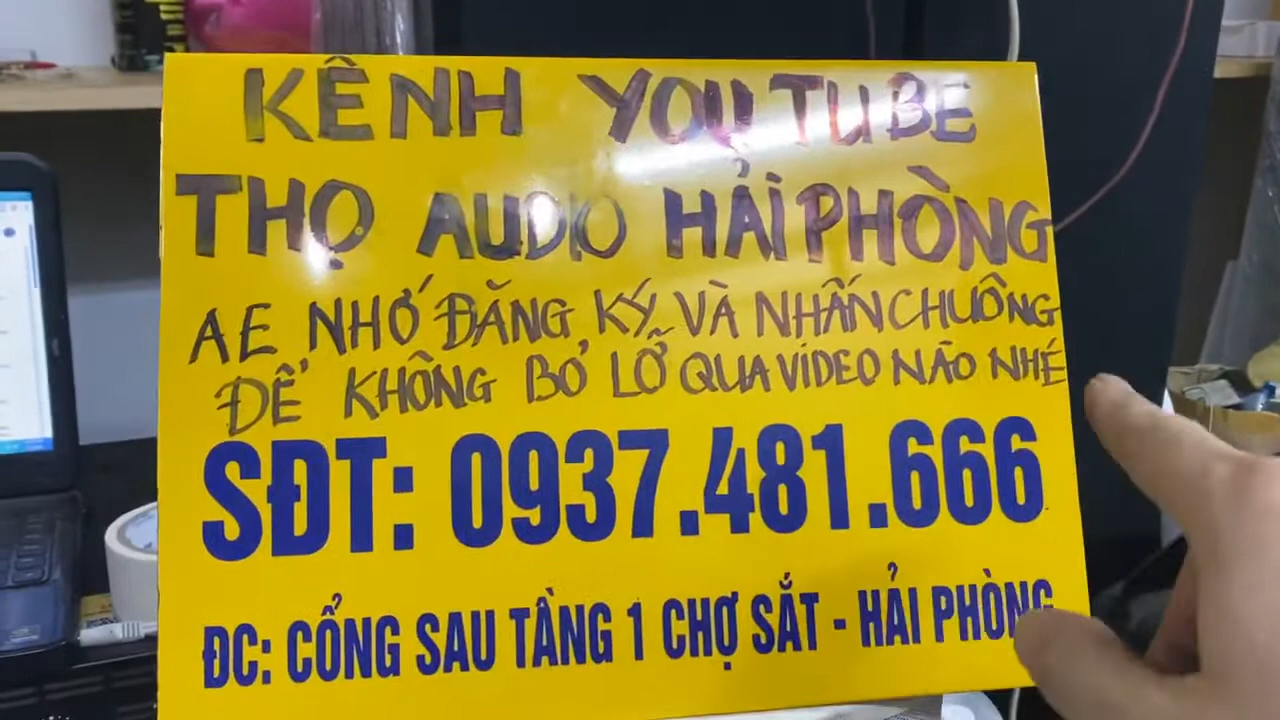 KÊNH YOUTUBE
THỌ AUDIO HẢI PHÒNG
AE NHỚ ĐĂNG KÝ VÀ NHẤN CHUÔNG
ĐỂ KHÔNG BỎ LỠ QUA VIDEO NÀO NHÉ
SĐT: 0937.481.666
ĐC: CỔNG SAU TẦNG 1 CHỢ SẮT - HẢI PHÒNG